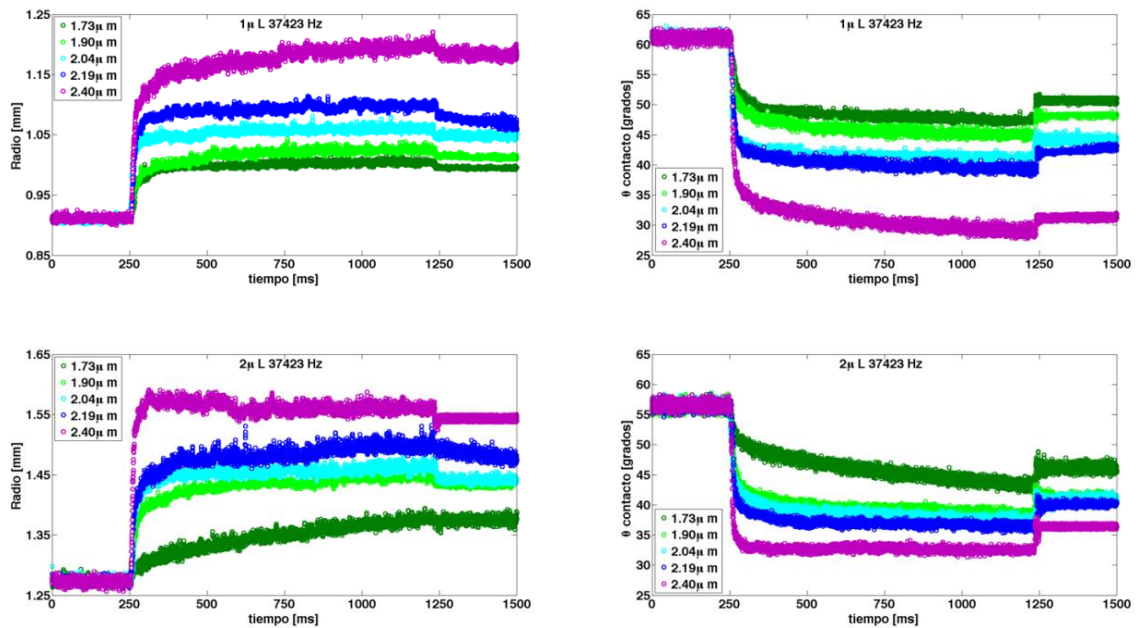 1μ L 37423 Hz
1.73μ m
1.90μ m
2.04μ m
2.19μ m
2.40μ m
Radio [mm]
1.25
1.15
1.05
0.95
0.85
0 250 500 750 1000 1250 1500
tiempo [ms]
1μ L 37423 Hz
θ contacto [grados]
65
60
55
50
45
40
35
30
25
1.73μ m
1.90μ m
2.04μ m
2.19μ m
2.40μ m
0 250 500 750 1000 1250 1500
tiempo [ms]
2μ L 37423 Hz
1.73μ m
1.90μ m
2.04μ m
2.19μ m
2.40μ m
Radio [mm]
1.65
1.55
1.45
1.35
1.25
0 250 500 750 1000 1250 1500
tiempo [ms]
2μ L 37423 Hz
θ contacto [grados]
65
60
55
50
45
40
35
30
25
1.73μ m
1.90μ m
2.04μ m
2.19μ m
2.40μ m
0 250 500 750 1000 1250 1500
tiempo [ms]